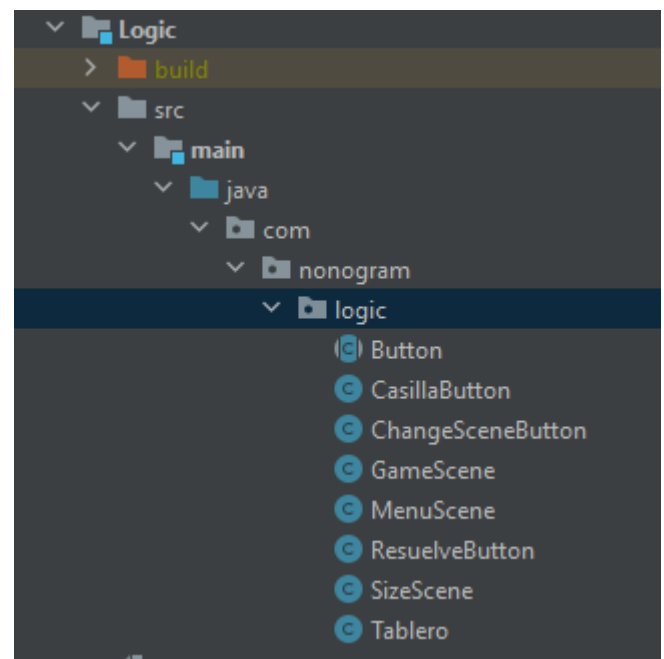 Logic
build
src
main
java
com
nonogram
logic
Button
CasillaButton
ChangeSceneButton
GameScene
MenuScene
ResuelveButton
SizeScene
Tablero